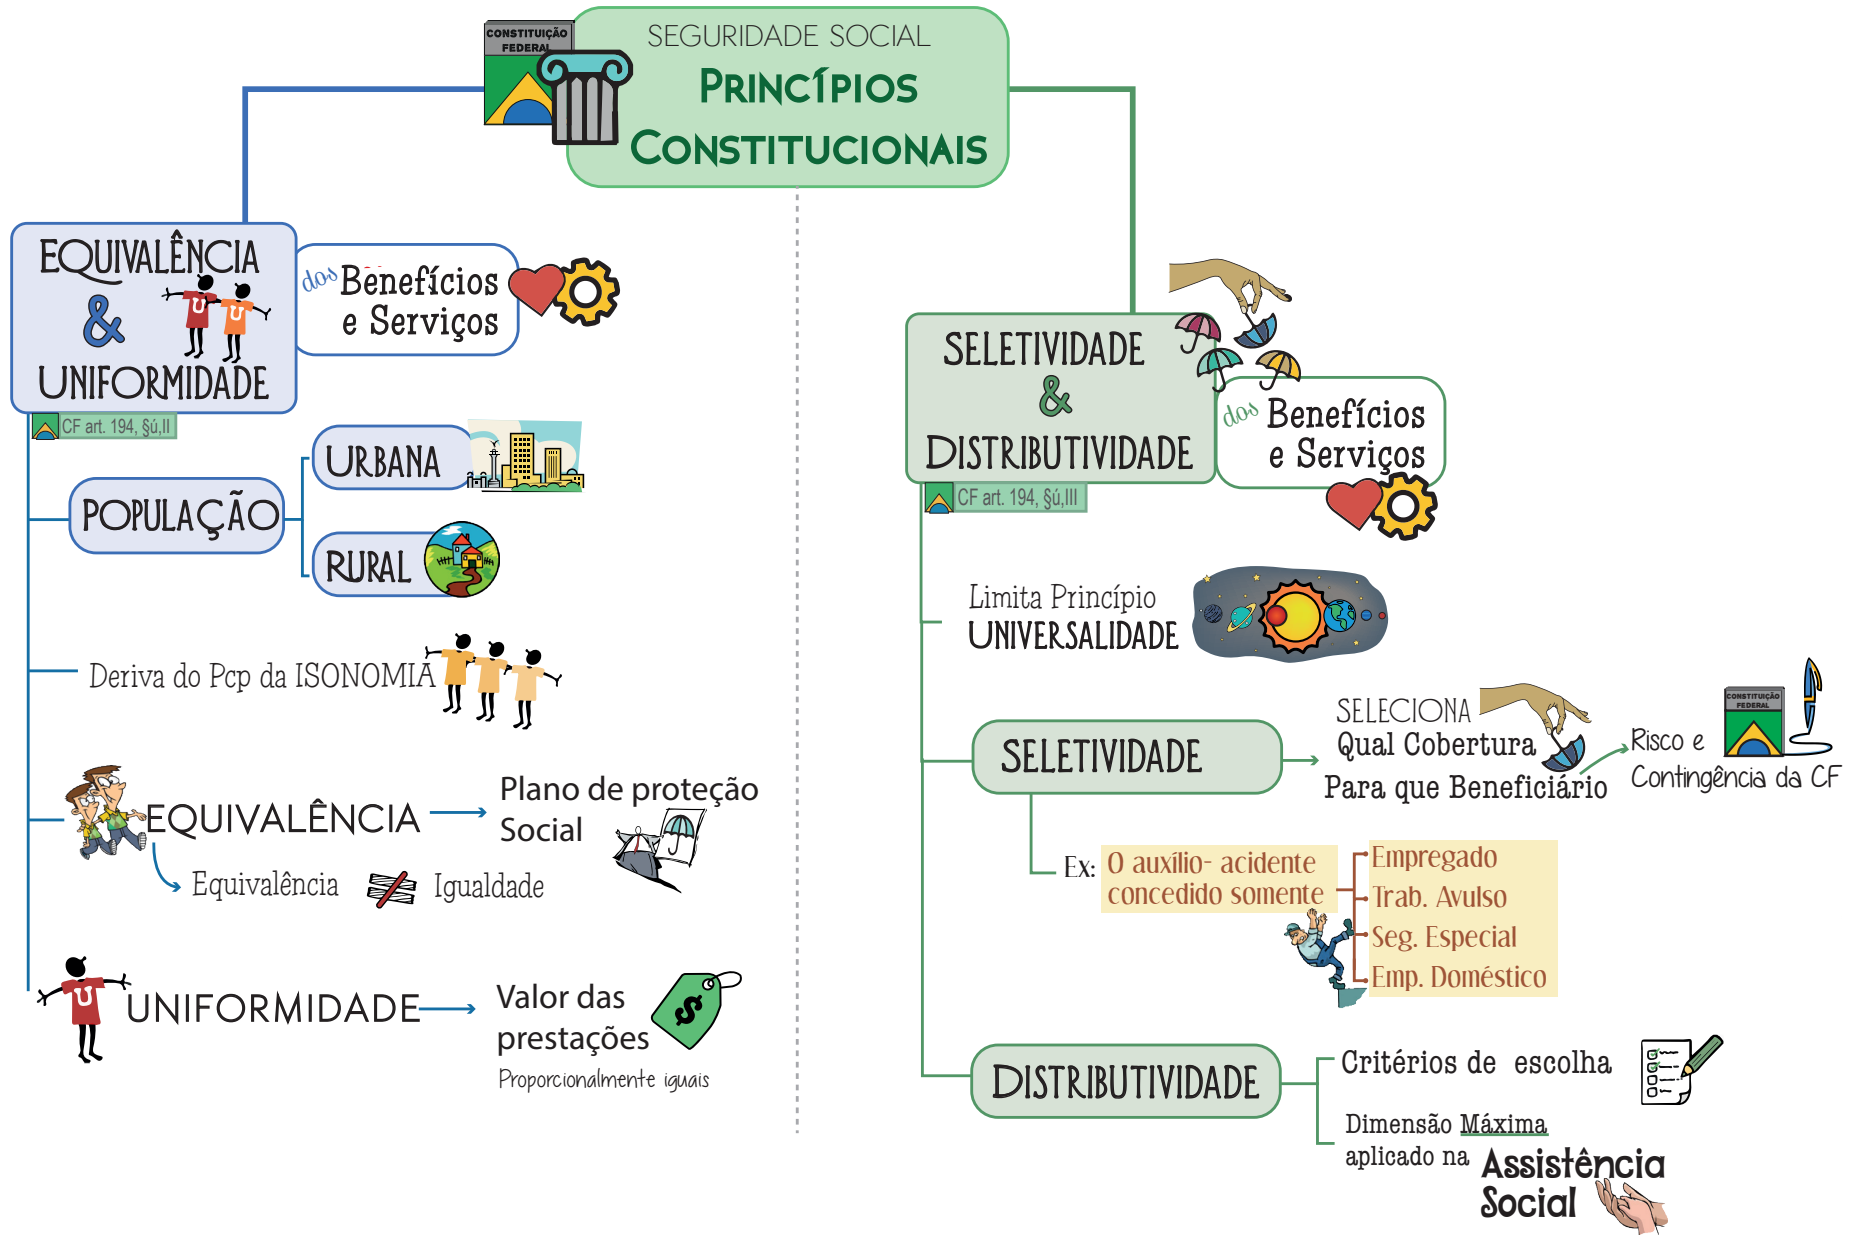 CONSTITUIÇÃO
FEDERAL
SEGURIDADE SOCIAL
PRINCÍPIOS
CONSTITUCIONAIS
EQUIVALÊNCIA
&
UNIFORMIDADE
U
U
dos Benefícios
e Serviços
CF art. 194, §ú,II
POPULAÇÃO
URBANA
RURAL
Deriva do Pcp da ISONOMIA
EQUIVALÊNCIA
Plano de proteção
Social
Equivalência
Igualdade
U
UNIFORMIDADE
Valor das
prestações
$
Proporcionalmente iguais
SELETIVIDADE
&
DISTRIBUTIVIDADE
dos Benefícios
e Serviços
CF art. 194, §ú,III
Limita Princípio
UNIVERSALIDADE
SELETIVIDADE
SELECIONA
Qual Cobertura
Para que Beneficiário
Risco e
Contingência da CF
CONSTITUIÇÃO
FEDERAL
Ex:
O auxílio- acidente
concedido somente
Empregado
Trab. Avulso
Seg. Especial
Emp. Doméstico
DISTRIBUTIVIDADE
Critérios de escolha
Dimensão Máxima
aplicado na
Assistência
Social